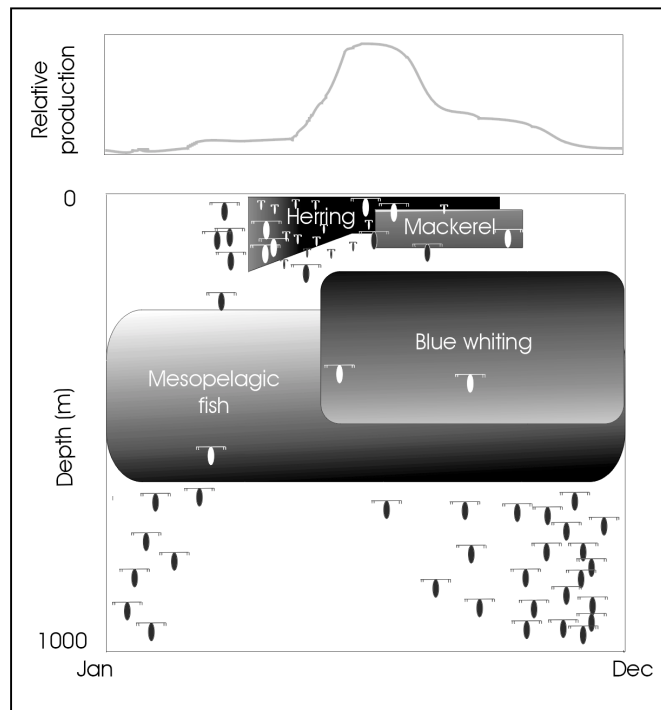 Relative
production
0
Herring
Mackerel
Blue whiting
Mesopelagic
fish
Depth (m)
1000
Jan
Dec